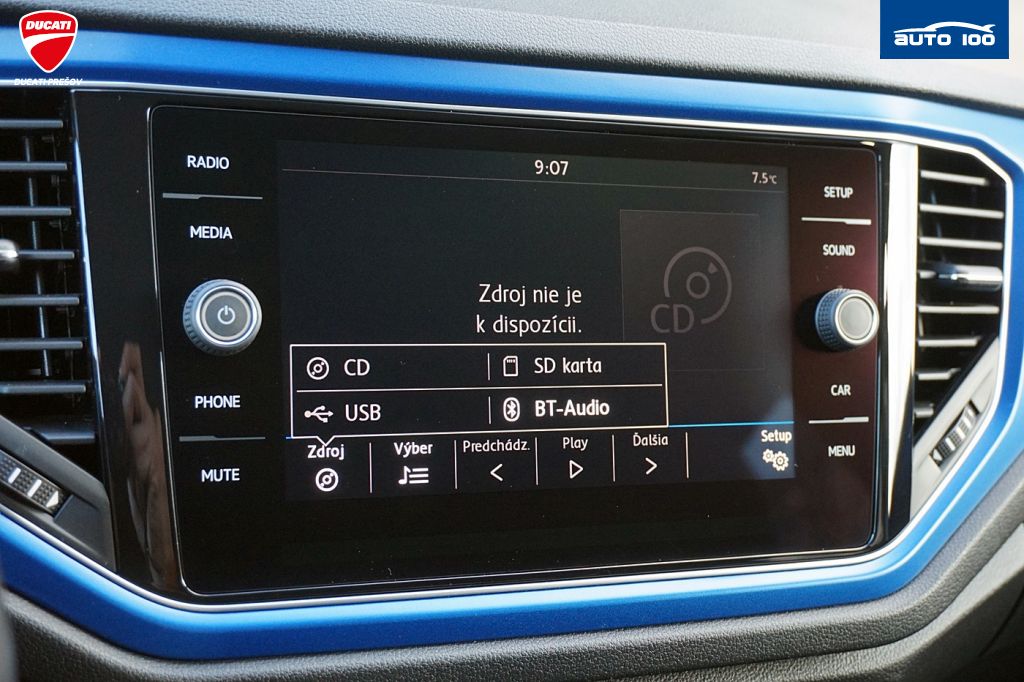 DUCATI
DUCATI PREŠOV
AUTO 100
RADIO
MEDIA
PHONE
MUTE
9:07
7.5°C
CD
Zdroj nie je
k dispozícii.
CD
SD karta
USB
BT-Audio
Zdroj
Výber
Predchádz.
Play
Ďalšia
Setup
SETUP
SOUND
CAR
MENU